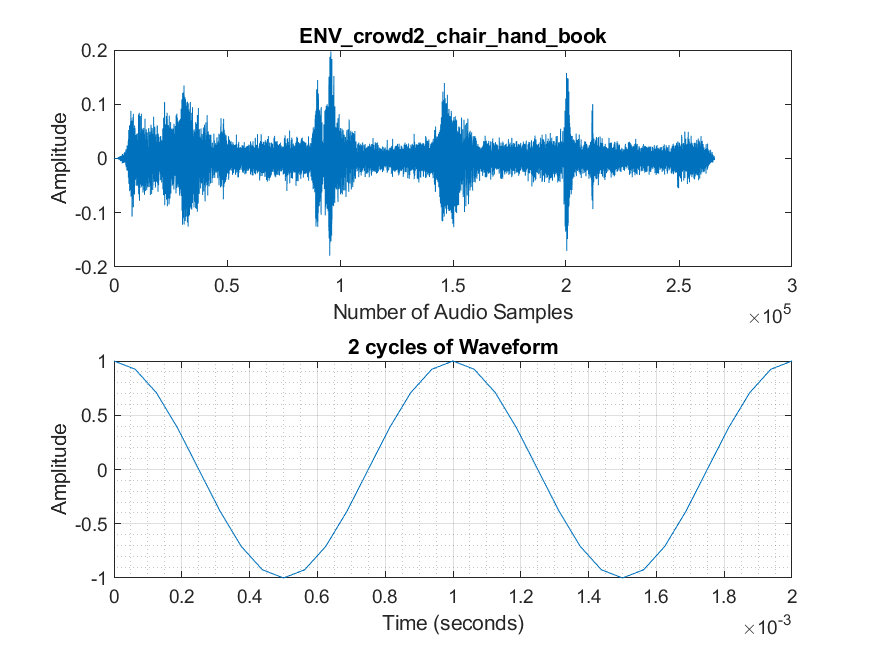 ENV_crowd2_chair_hand_book
0.2
0.1
0
-0.1
-0.2
Amplitude
0 0.5 1 1.5 2 2.5 3
Number of Audio Samples
×10^5
2 cycles of Waveform
1
0.5
0
-0.5
-1
Amplitude
0 0.2 0.4 0.6 0.8 1 1.2 1.4 1.6 1.8 2
Time (seconds)
×10^-3